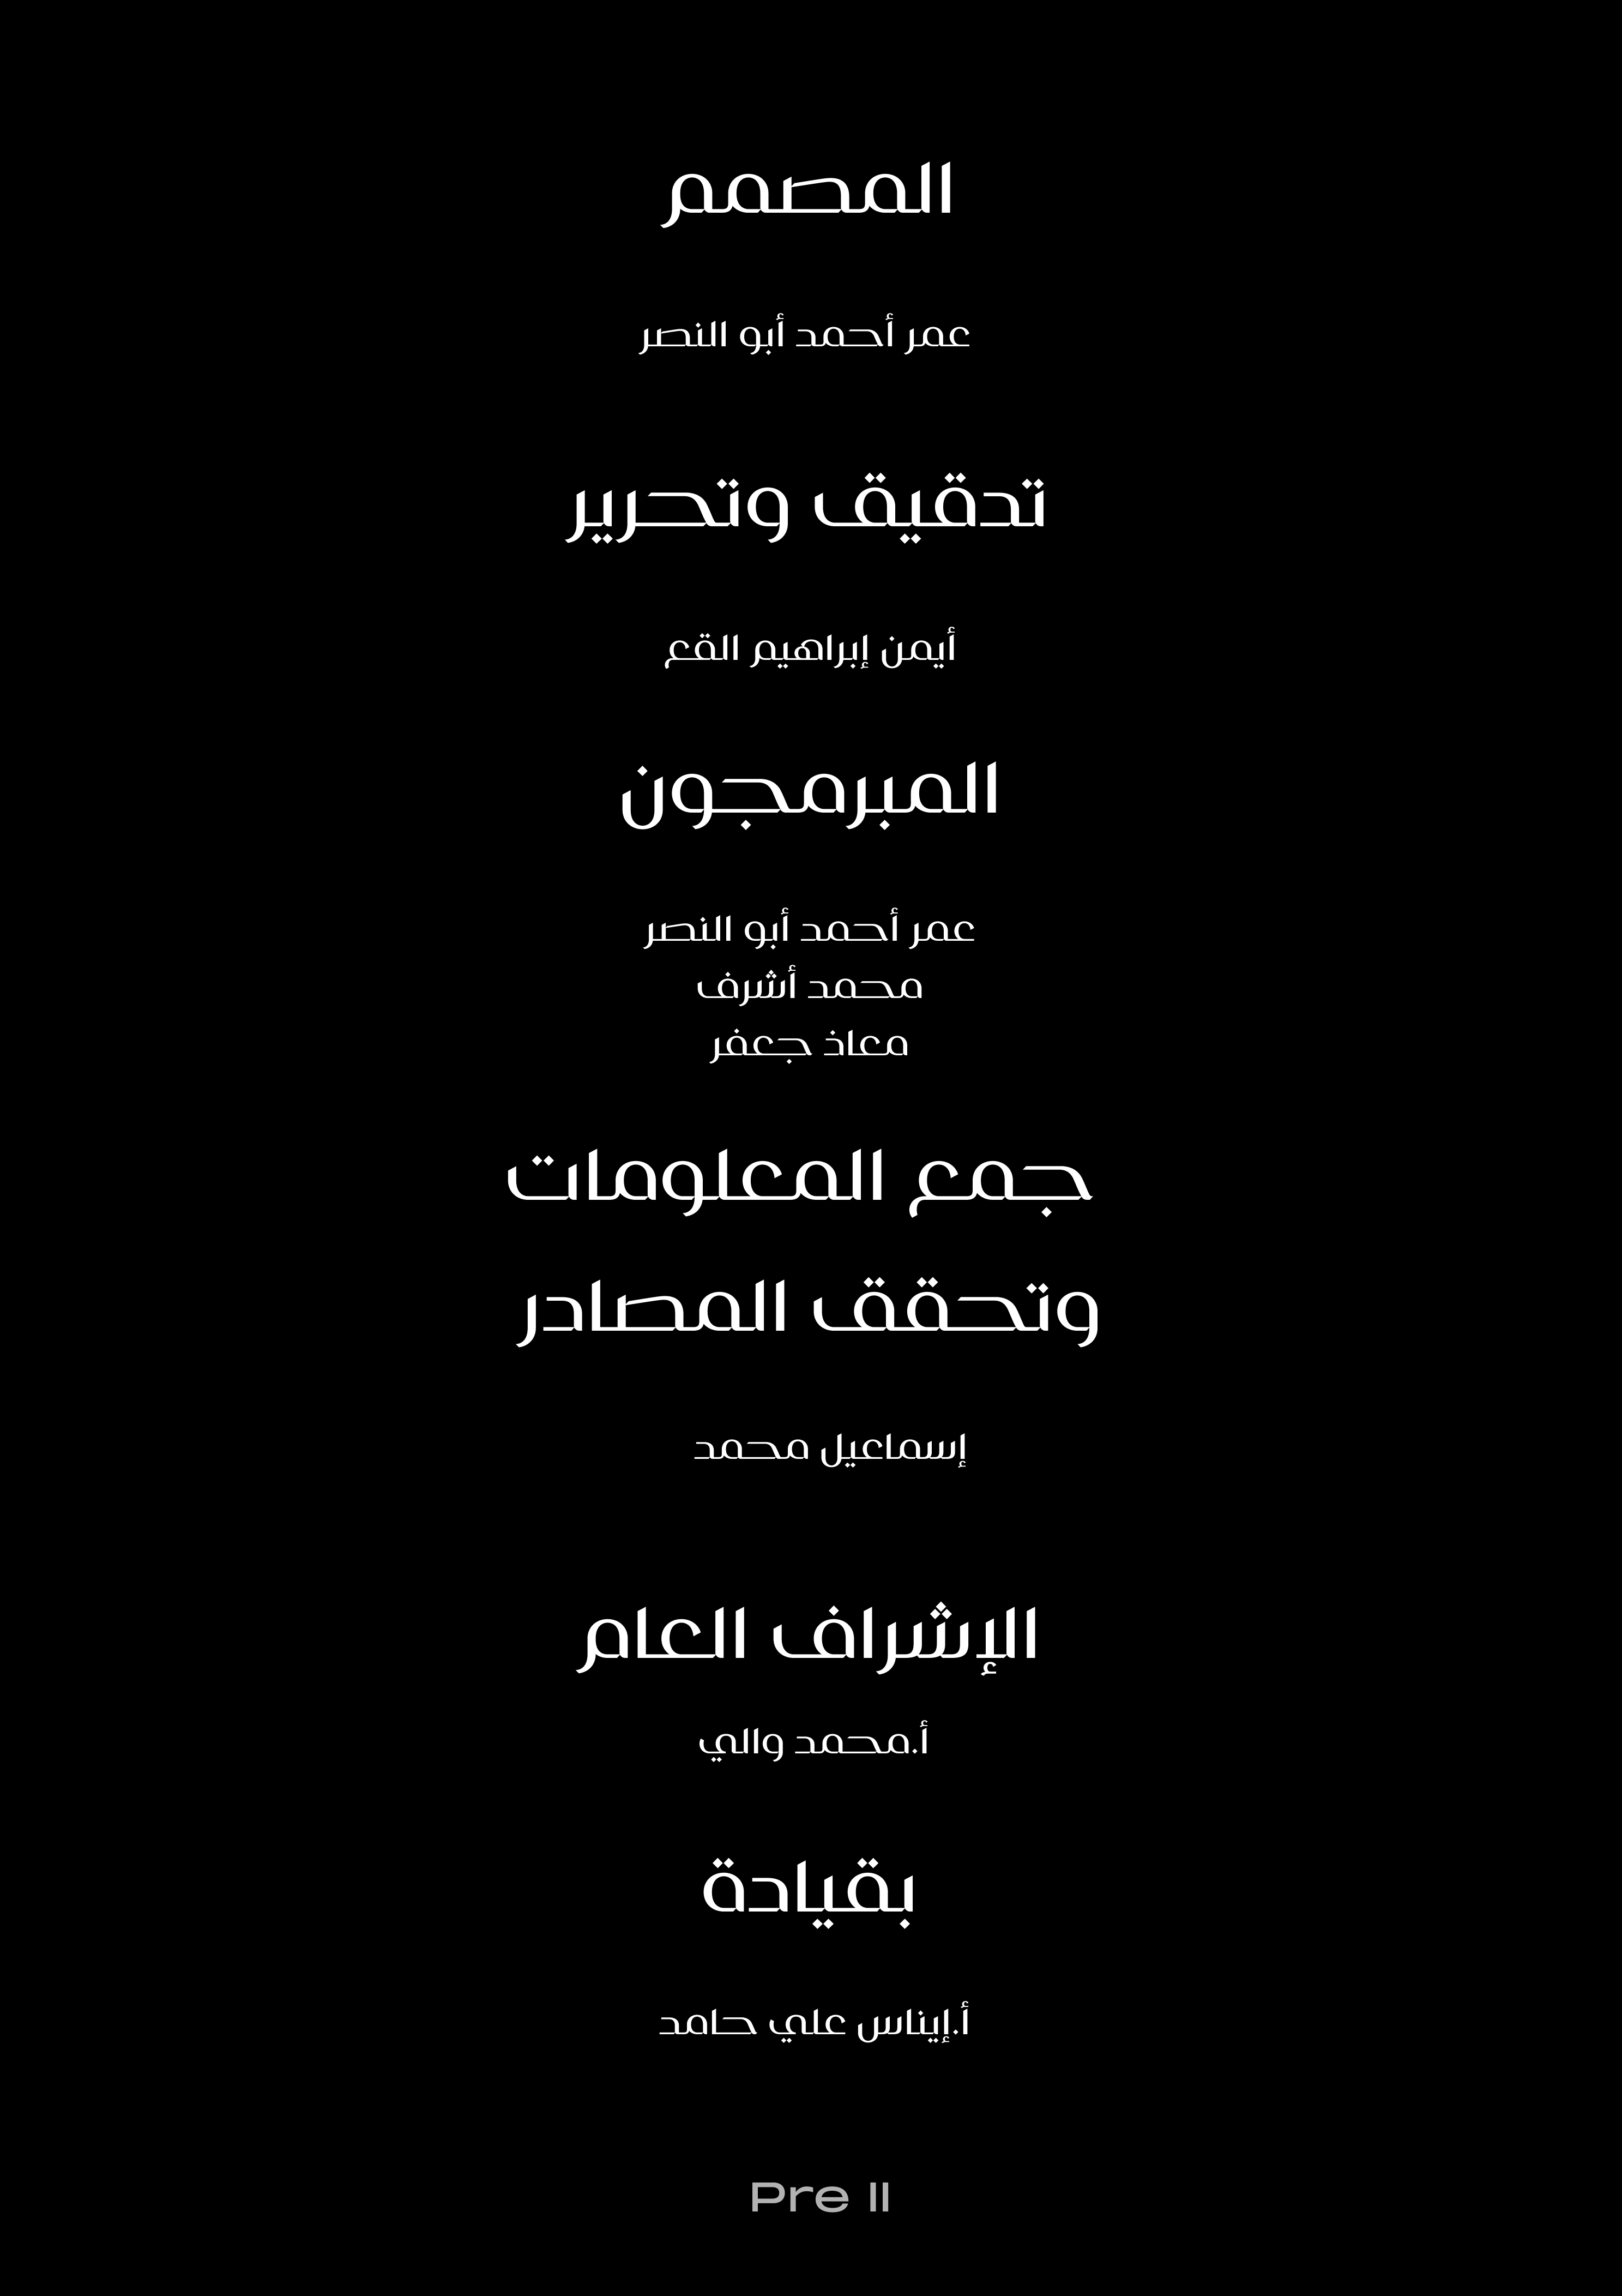 المصمم
عمر أحمد أبو النصر
تدقيق وتحرير
أيمن إبراهيم القع
المبرمجون
عمر أحمد أبو النصر
محمد أشرف
معاذ جعفر
جمع المعلومات
وتحقق المصادر
إسماعيل محمد
الإشراف العام
أ.محمد والي
بقيادة
أ.إيناس علي حامد
Pre II